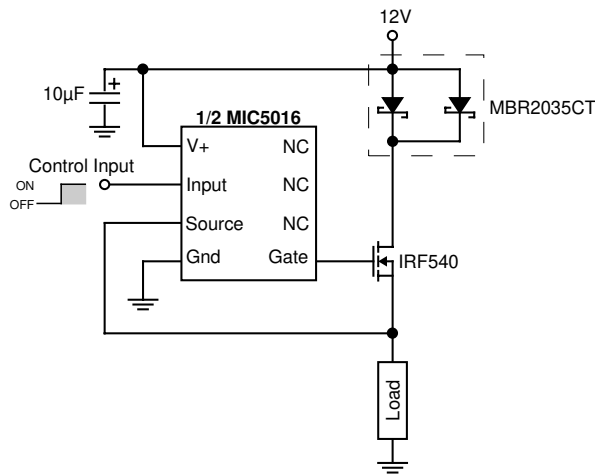 12V
10µF
+
MBR2035CT
1/2 MIC5016
V+ NC
Control Input
ON
OFF
Input NC
Source NC
Gnd Gate
IRF540
Load